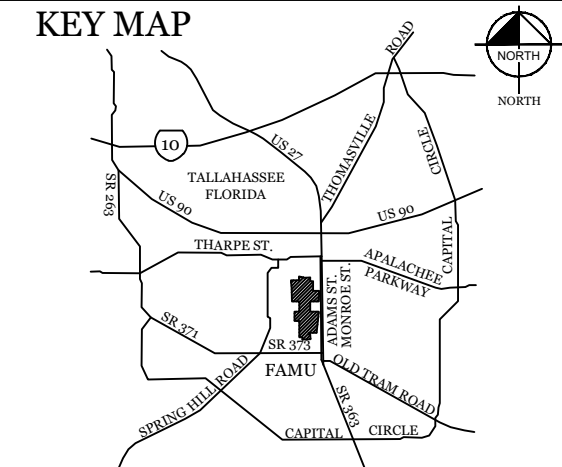 KEY MAP
NORTH
NORTH
ROAD
10
US 27
THOMASVILLE
CIRCLE
TALLAHASSEE
FLORIDA
SR 263
US 90
US 90
CAPITAL
THARPE ST.
APALACHEE
PARKWAY
ADAMS ST.
MONROE ST.
SR 371
SR 373
FAMU
OLD TRAM ROAD
SPRING HILL ROAD
SR 363
CAPITAL
CIRCLE